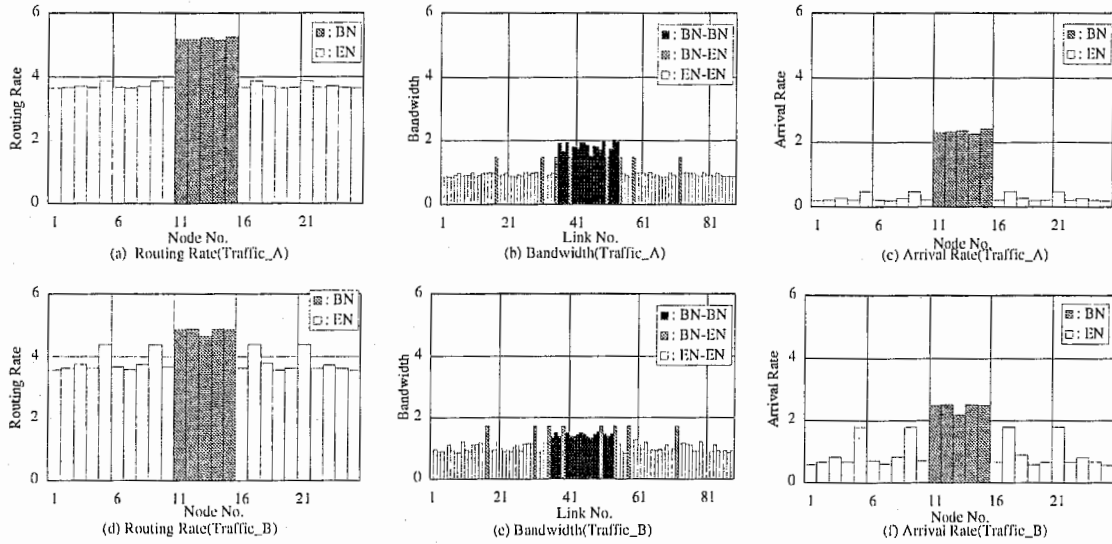 6
4
2
0
Routing Rate
: BN
: EN
1 6 11 16 21
Node No.
(a) Routing Rate(Traffic_A)
6
4
2
0
Bandwidth
: BN-BN
: BN-EN
: EN-EN
1 21 41 61 81
Link No.
(b) Bandwidth(Traffic_A)
6
4
2
0
Arrival Rate
: BN
: EN
1 6 11 16 21
Node No.
(c) Arrival Rate(Traffic_A)
6
4
2
0
Routing Rate
: BN
: EN
1 6 11 16 21
Node No.
(d) Routing Rate(Traffic_B)
6
4
2
0
Bandwidth
: BN-BN
: BN-EN
: EN-EN
1 21 41 61 81
Link No.
(e) Bandwidth(Traffic_B)
6
4
2
0
Arrival Rate
: BN
: EN
1 6 11 16 21
Node No.
(f) Arrival Rate(Traffic_B)